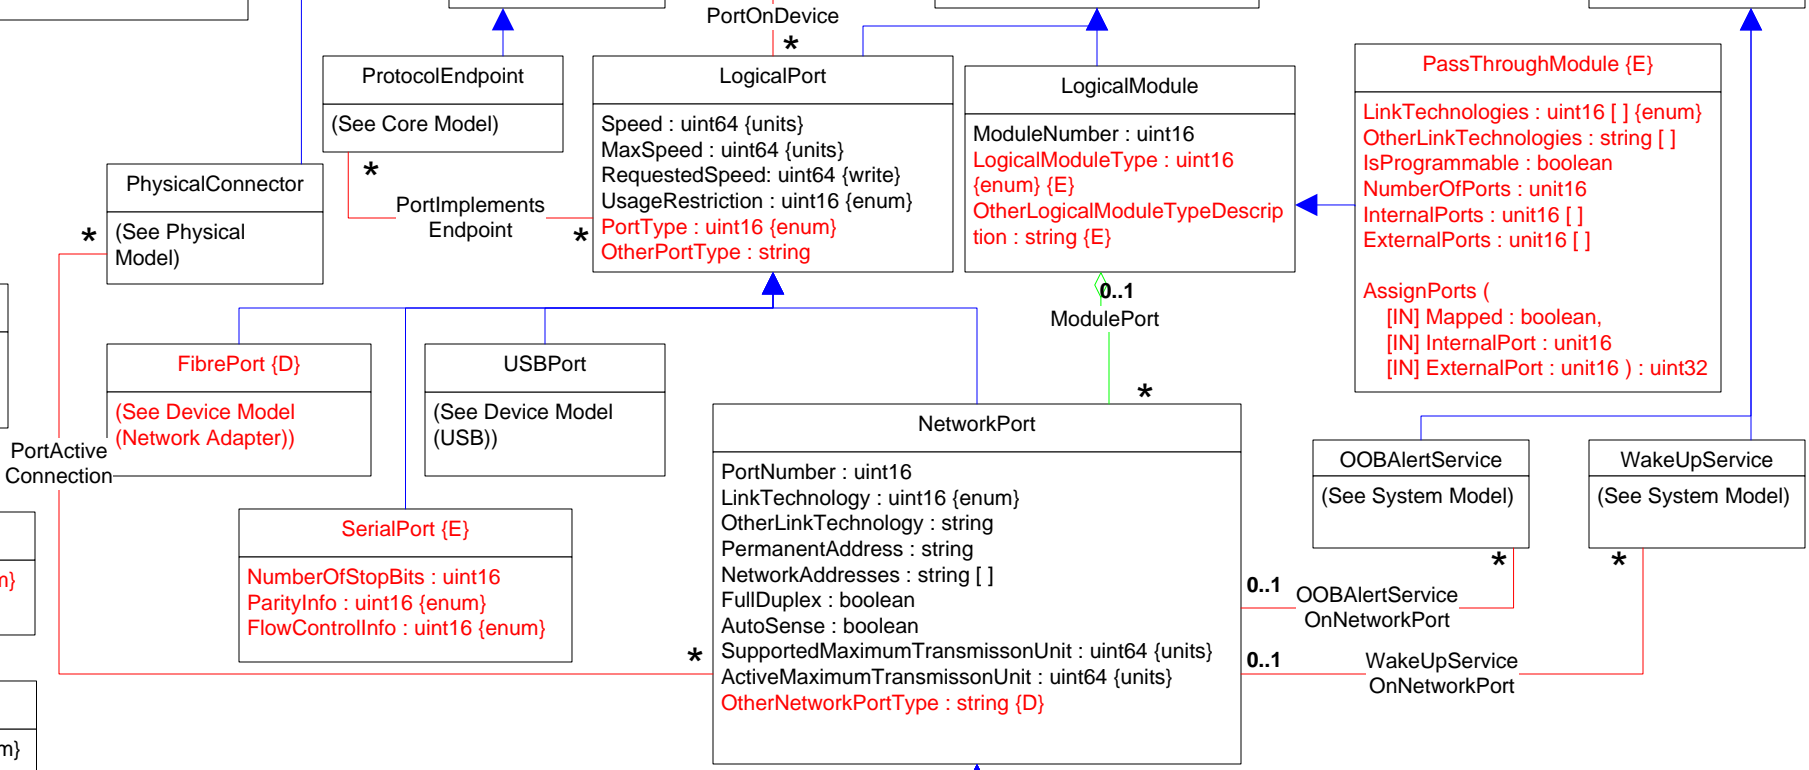 PortOnDevice
*
ProtocolEndpoint
(See Core Model)
*
PortImplements
Endpoint
*
LogicalPort
Speed : uint64 {units}
MaxSpeed : uint64 {units}
RequestedSpeed: uint64 {write}
UsageRestriction : uint16 {enum}
PortType : uint16 {enum}
OtherPortType : string
LogicalModule
ModuleNumber : uint16
LogicalModuleType : uint16
{enum} {E}
OtherLogicalModuleTypeDescrip
tion : string {E}
PassThroughModule {E}
LinkTechnologies : uint16 [ ] {enum}
OtherLinkTechnologies : string [ ]
IsProgrammable : boolean
NumberOfPorts : unit16
InternalPorts : unit16 [ ]
ExternalPorts : unit16 [ ]
AssignPorts (
[IN] Mapped : boolean,
[IN] InternalPort : unit16
[IN] ExternalPort : unit16 ) : uint32
PhysicalConnector
(See Physical
Model)
*
0..1
ModulePort
*
FibrePort {D}
(See Device Model
(Network Adapter))
USBPort
(See Device Model
(USB))
PortActive
Connection
SerialPort {E}
NumberOfStopBits : uint16
ParityInfo : uint16 {enum}
FlowControlInfo : uint16 {enum}
*
NetworkPort
PortNumber : uint16
LinkTechnology : uint16 {enum}
OtherLinkTechnology : string
PermanentAddress : string
NetworkAddresses : string [ ]
FullDuplex : boolean
AutoSense : boolean
SupportedMaximumTransmissonUnit : uint64 {units}
ActiveMaximumTransmissonUnit : uint64 {units}
OtherNetworkPortType : string {D}
OOBAlertService
(See System Model)
*
WakeUpService
(See System Model)
*
0..1
OOBAlertService
OnNetworkPort
0..1
WakeUpService
OnNetworkPort
m}
m}